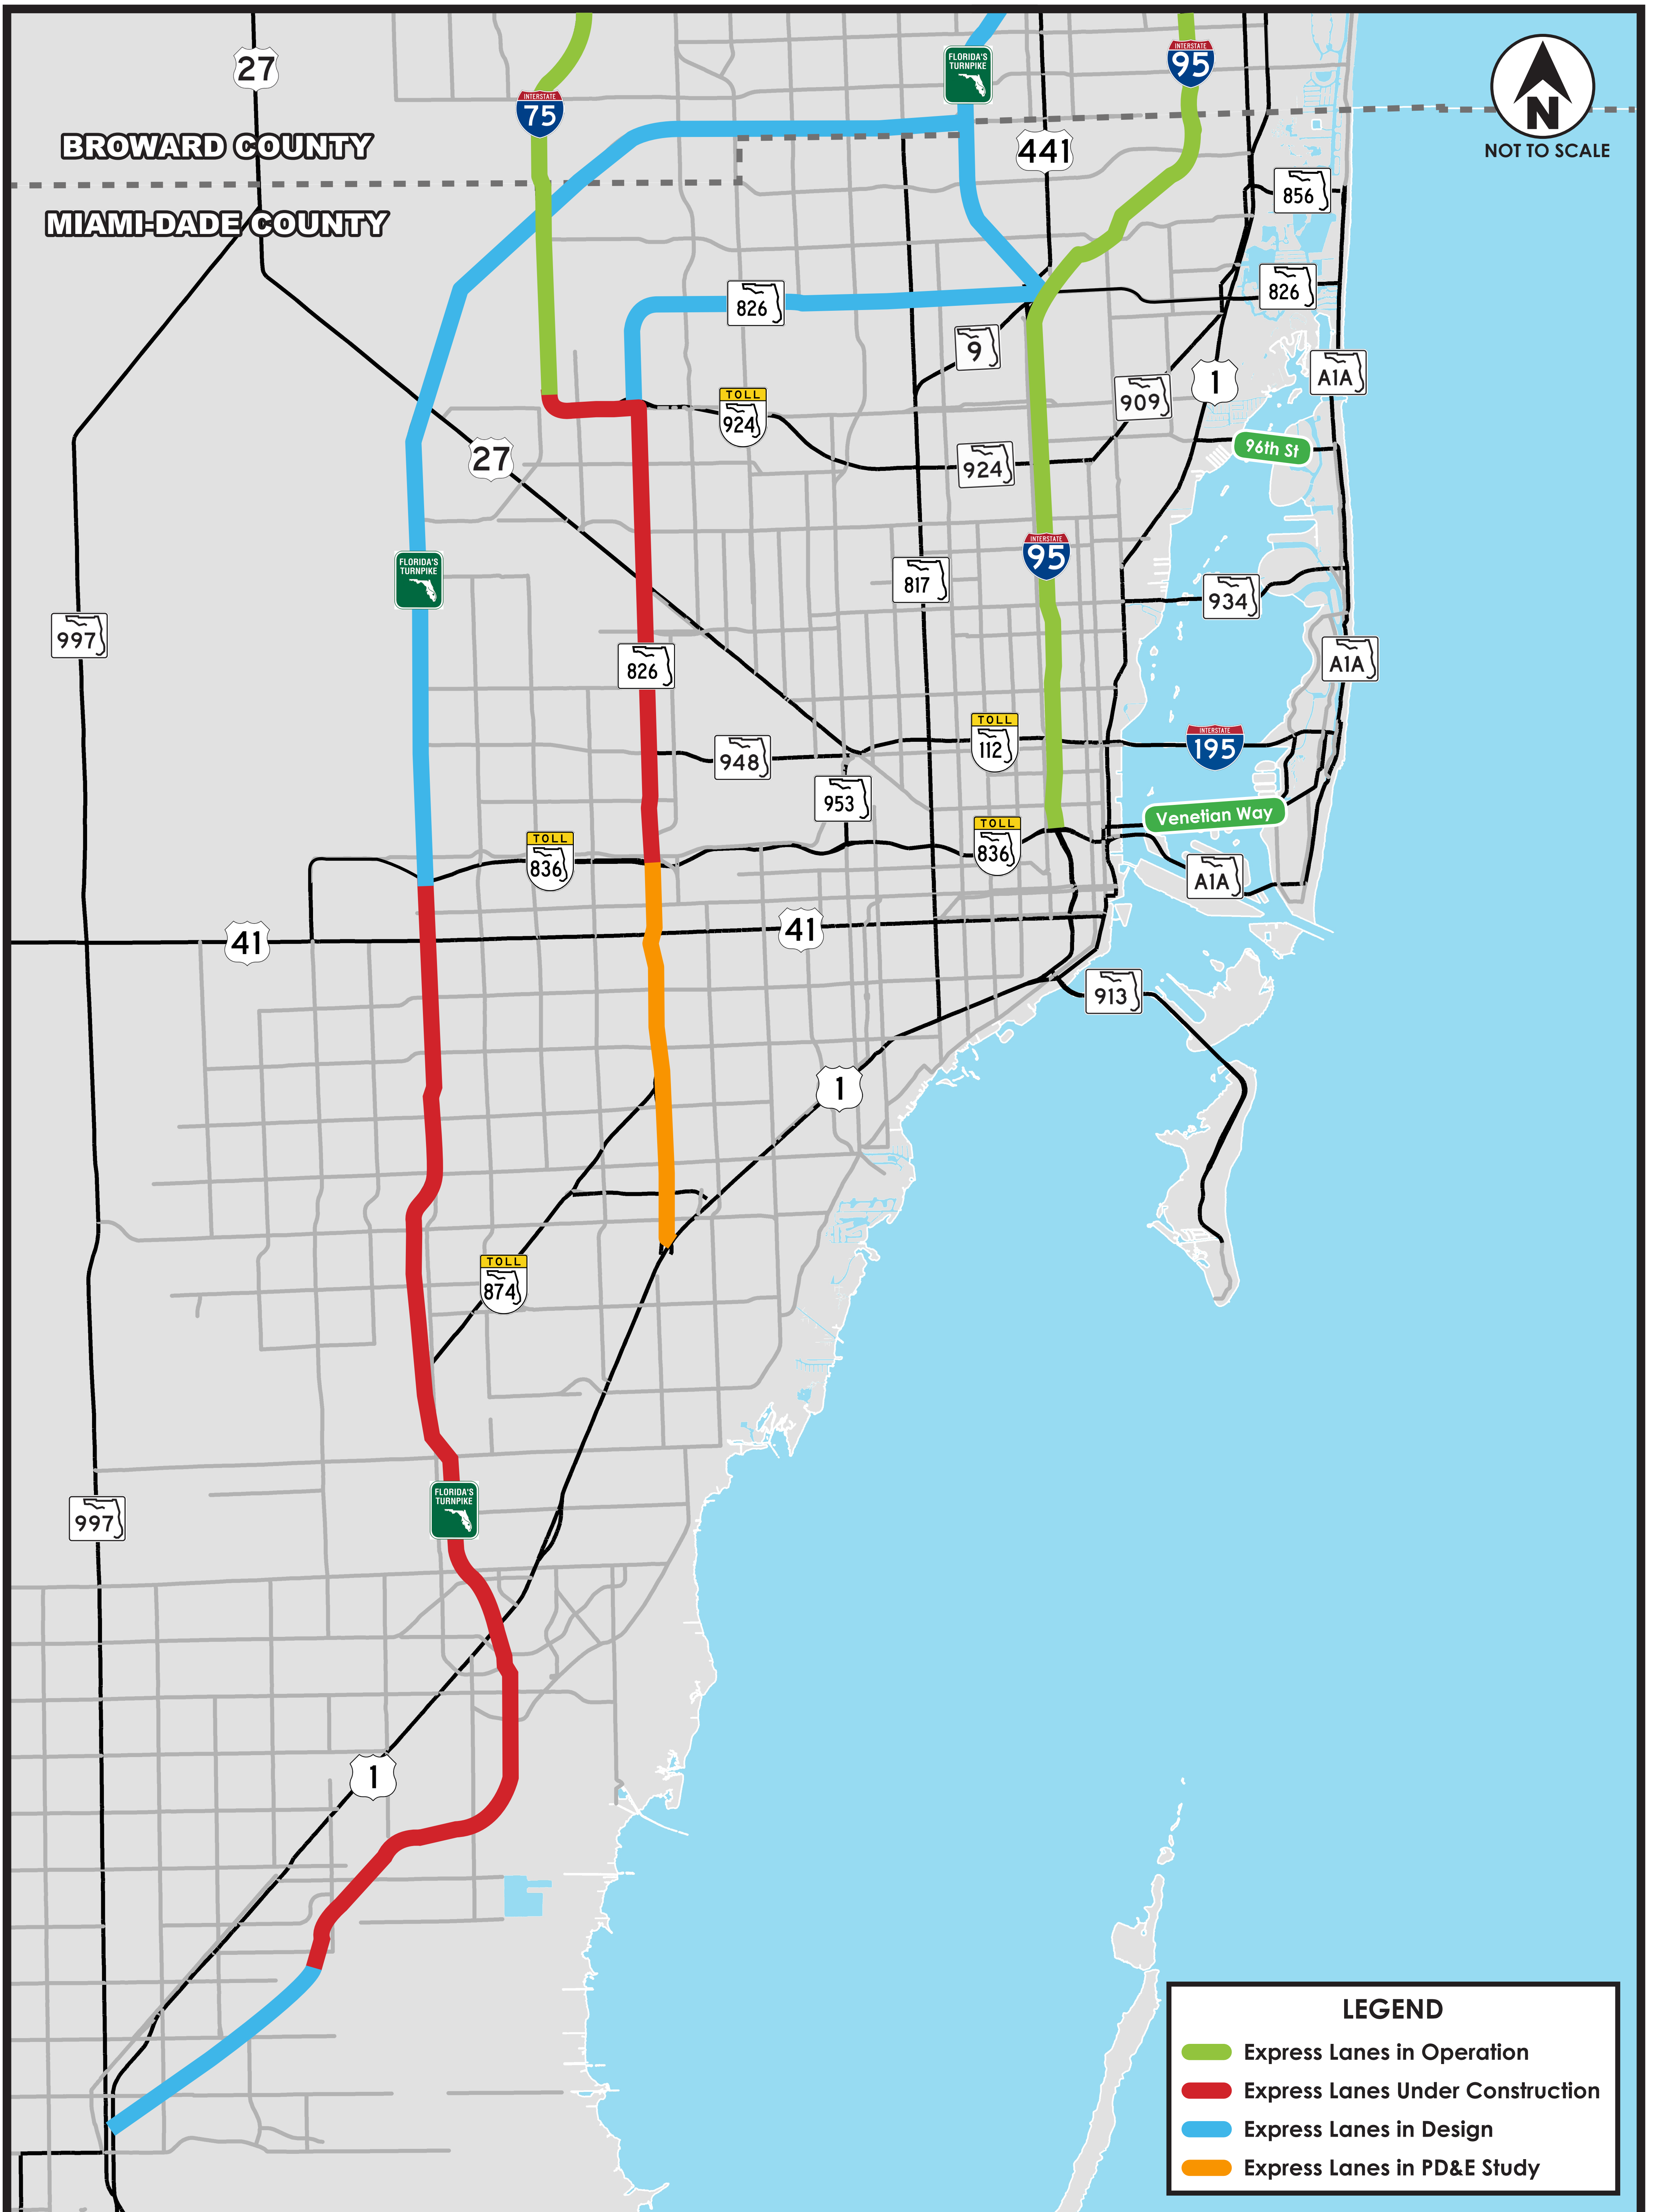 27
INTERSTATE
75
FLORIDA'S
TURNPIKE
INTERSTATE
95
N
NOT TO SCALE
BROWARD COUNTY
441
856
MIAMI-DADE COUNTY
826
826
9
A1A
1
909
TOLL
924
96th St
27
924
INTERSTATE
95
FLORIDA'S
TURNPIKE
817
934
997
826
A1A
TOLL
112
INTERSTATE
195
948
953
Venetian Way
TOLL
836
TOLL
836
A1A
41
41
913
1
TOLL
874
FLORIDA'S
TURNPIKE
997
1
LEGEND
Express Lanes in Operation
Express Lanes Under Construction
Express Lanes in Design
Express Lanes in PD&E Study